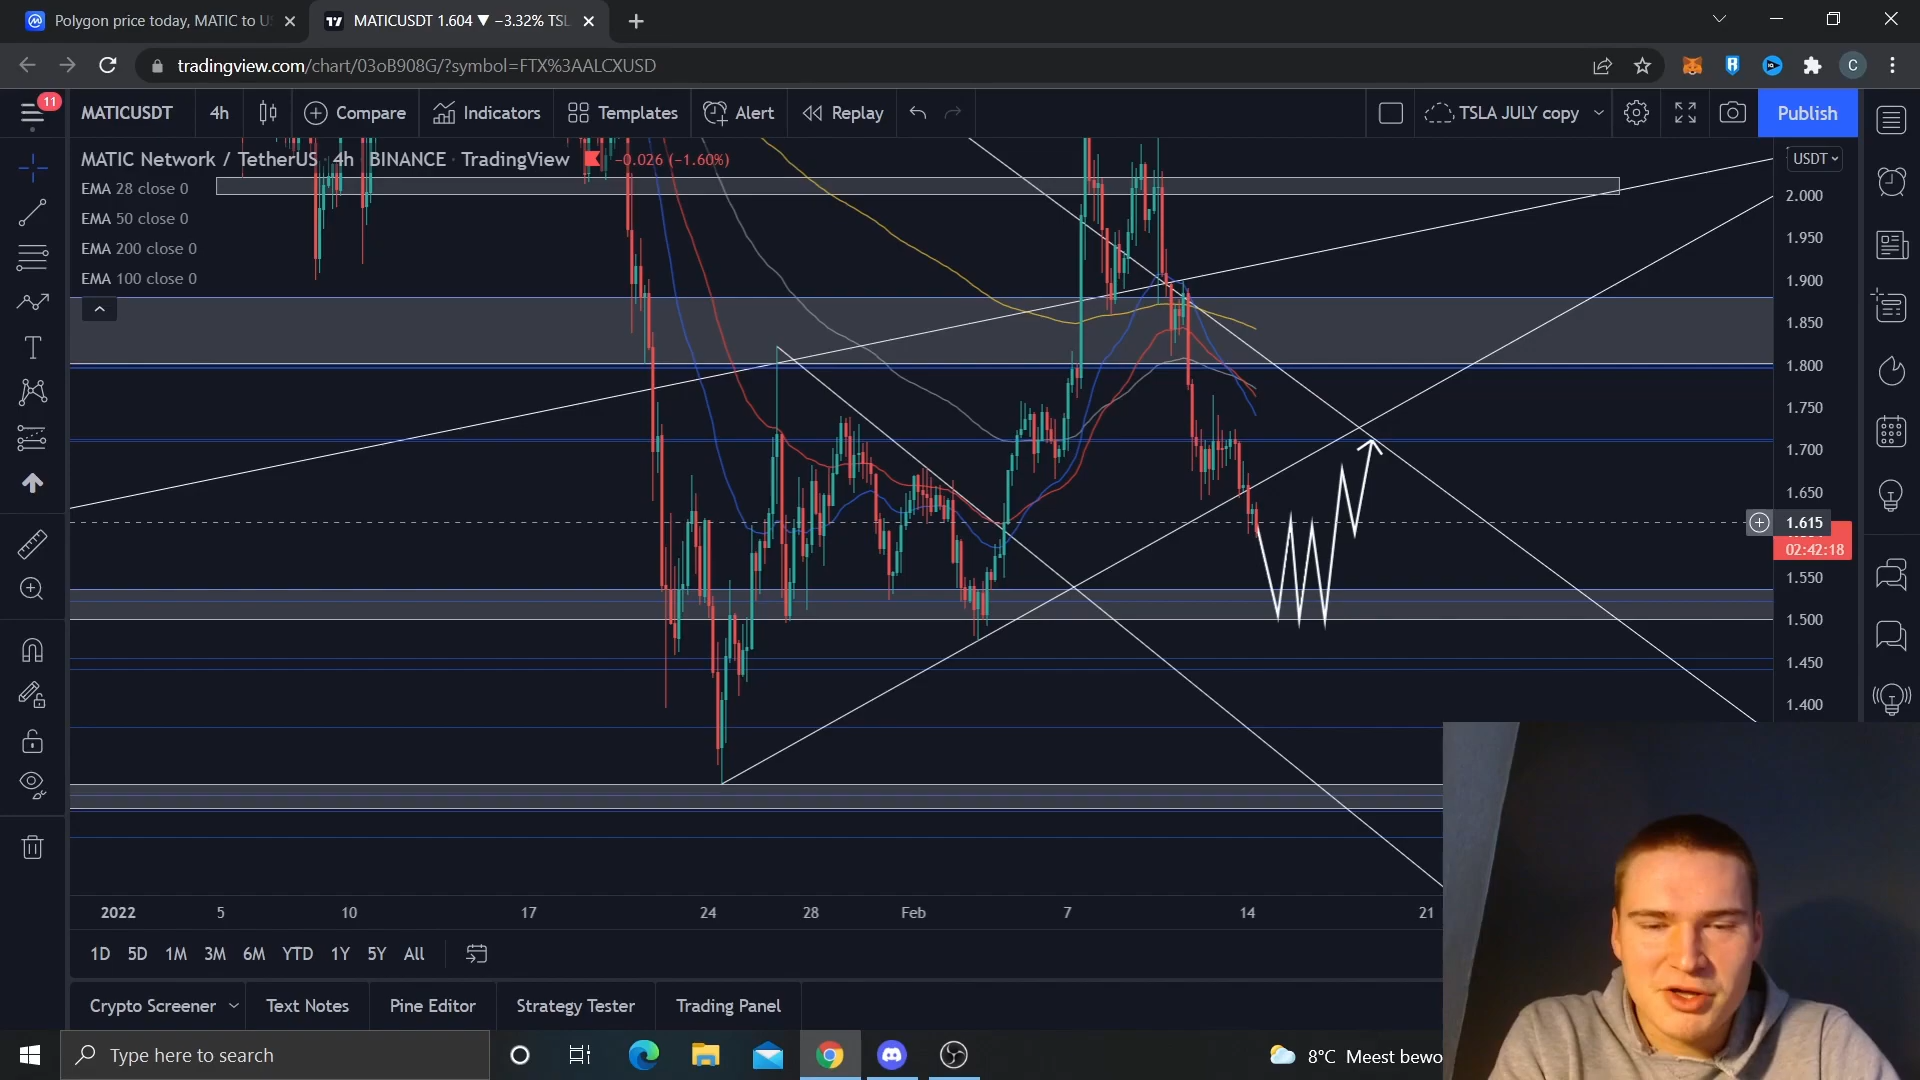 Polygon price today, MATIC to U
MATICUSDT 1.604 ▼ −3.32% TSL
tradingview.com/chart/03oB908G/?symbol=FTX%3AALCXUSD
C
11
MATICUSDT
4h
Compare
Indicators
Templates
Alert
Replay
TSLA JULY copy
Publish
MATIC Network / TetherUS · 4h · BINANCE · TradingView
−0.026 (−1.60%)
USDT
EMA 28 close 0
EMA 50 close 0
EMA 200 close 0
EMA 100 close 0
2.000
1.950
1.900
1.850
1.800
1.750
1.700
1.650
1.615
02:42:18
1.550
1.500
1.450
1.400
2022
5
10
17
24
28
Feb
7
14
21
1D
5D
1M
3M
6M
YTD
1Y
5Y
All
Crypto Screener
Text Notes
Pine Editor
Strategy Tester
Trading Panel
Type here to search
8°C Meest bewo